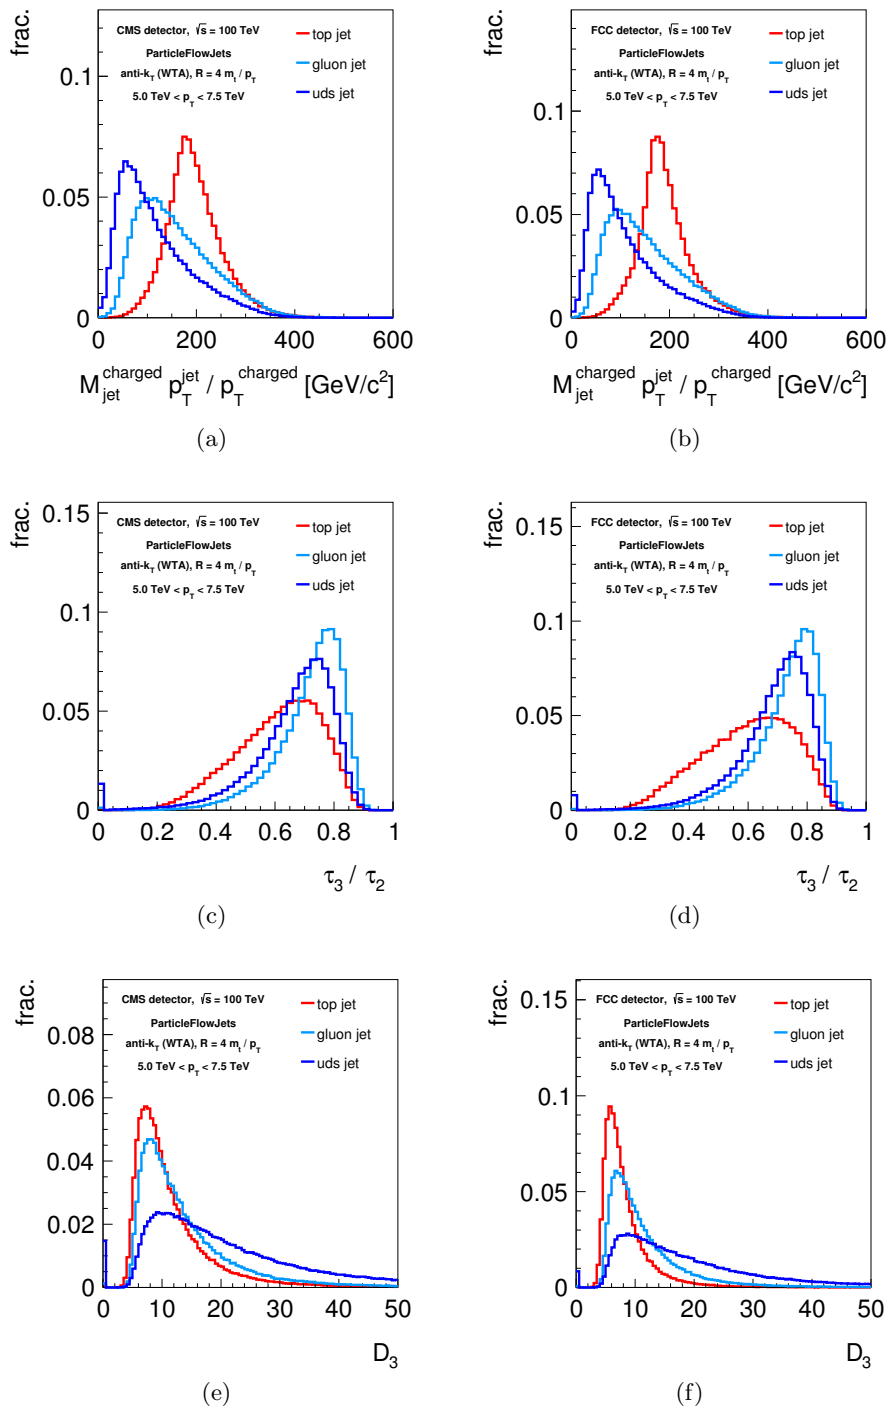 frac.
CMS detector, √s = 100 TeV
ParticleFlowJets
anti-k_T (WTA), R = 4 m_t / p_T
5.0 TeV < p_T < 7.5 TeV
top jet
gluon jet
uds jet
0.1
0.05
0
0 200 400 600
M_jet^charged p_T^jet / p_T^charged [GeV/c²]
(a)
frac.
FCC detector, √s = 100 TeV
ParticleFlowJets
anti-k_T (WTA), R = 4 m_t / p_T
5.0 TeV < p_T < 7.5 TeV
top jet
gluon jet
uds jet
0.1
0.05
0
0 200 400 600
M_jet^charged p_T^jet / p_T^charged [GeV/c²]
(b)
frac.
CMS detector, √s = 100 TeV
ParticleFlowJets
anti-k_T (WTA), R = 4 m_t / p_T
5.0 TeV < p_T < 7.5 TeV
top jet
gluon jet
uds jet
0.15
0.1
0.05
0
0 0.2 0.4 0.6 0.8 1
τ_3 / τ_2
(c)
frac.
FCC detector, √s = 100 TeV
ParticleFlowJets
anti-k_T (WTA), R = 4 m_t / p_T
5.0 TeV < p_T < 7.5 TeV
top jet
gluon jet
uds jet
0.15
0.1
0.05
0
0 0.2 0.4 0.6 0.8 1
τ_3 / τ_2
(d)
frac.
CMS detector, √s = 100 TeV
ParticleFlowJets
anti-k_T (WTA), R = 4 m_t / p_T
5.0 TeV < p_T < 7.5 TeV
top jet
gluon jet
uds jet
0.08
0.06
0.04
0.02
0
0 10 20 30 40 50
D_3
(e)
frac.
FCC detector, √s = 100 TeV
ParticleFlowJets
anti-k_T (WTA), R = 4 m_t / p_T
5.0 TeV < p_T < 7.5 TeV
top jet
gluon jet
uds jet
0.15
0.1
0.05
0
0 10 20 30 40 50
D_3
(f)